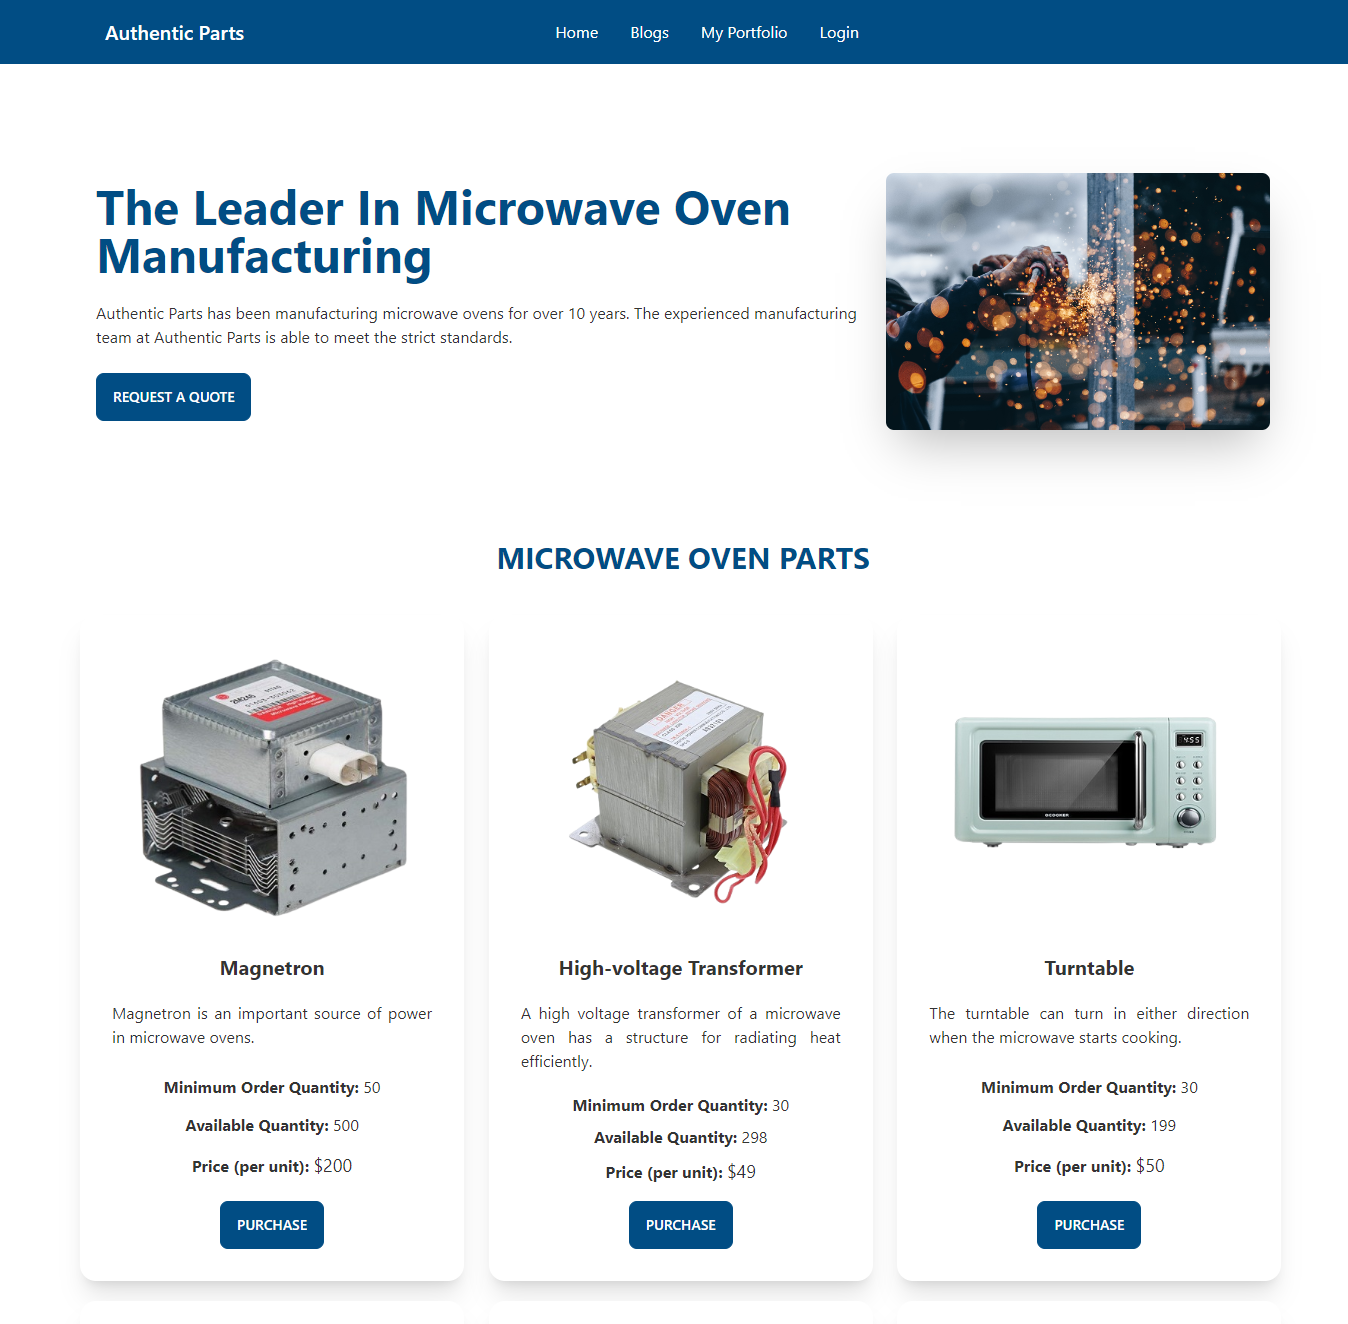 Authentic Parts
Home Blogs My Portfolio Login
The Leader In Microwave Oven
Manufacturing
Authentic Parts has been manufacturing microwave ovens for over 10 years. The experienced manufacturing
team at Authentic Parts is able to meet the strict standards.
REQUEST A QUOTE
MICROWAVE OVEN PARTS
2M246
DANGER
4:55
Magnetron
Magnetron is an important source of power
in microwave ovens.
Minimum Order Quantity: 50
Available Quantity: 500
Price (per unit): $200
PURCHASE
High-voltage Transformer
A high voltage transformer of a microwave
oven has a structure for radiating heat
efficiently.
Minimum Order Quantity: 30
Available Quantity: 298
Price (per unit): $49
PURCHASE
Turntable
The turntable can turn in either direction
when the microwave starts cooking.
Minimum Order Quantity: 30
Available Quantity: 199
Price (per unit): $50
PURCHASE